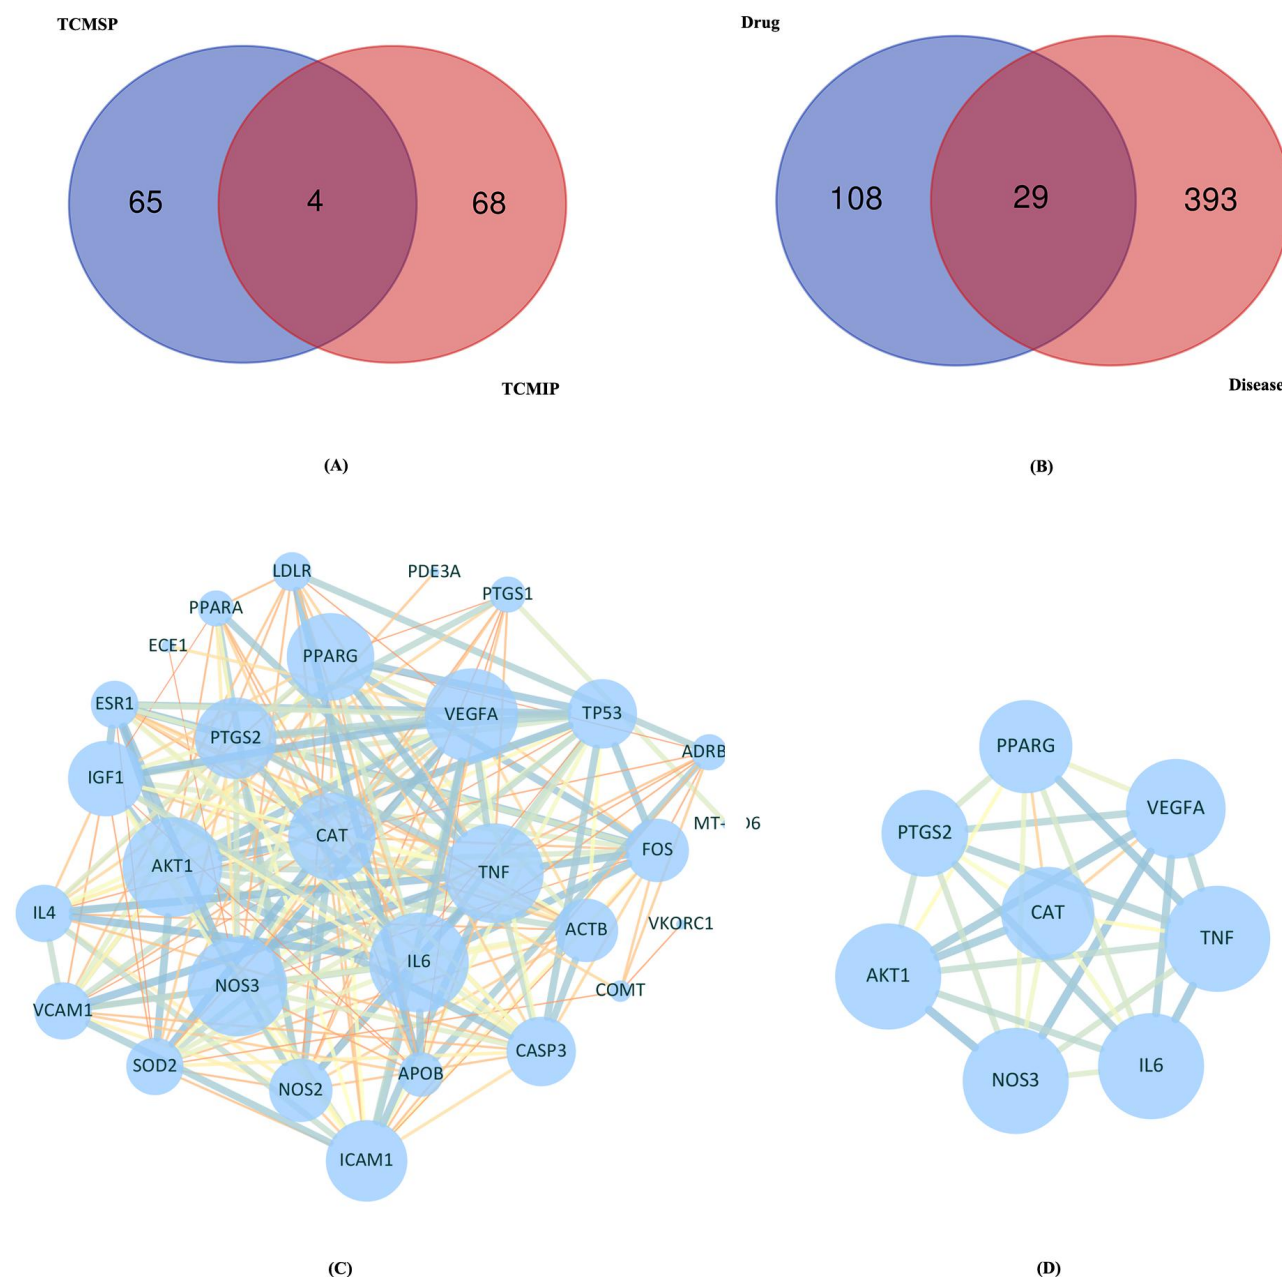 TCMSP
65
4
68
TCMIP
(A)
Drug
108
29
393
Disease
(B)
LDLR
PDE3A
PTGS1
PPARA
ECE1
PPARG
ESR1
VEGFA
TP53
PTGS2
ADRB
IGF1
MT-
06
CAT
FOS
AKT1
TNF
IL4
ACTB
VKORC1
IL6
NOS3
COMT
VCAM1
CASP3
SOD2
APOB
NOS2
ICAM1
(C)
PPARG
VEGFA
PTGS2
CAT
TNF
AKT1
IL6
NOS3
(D)